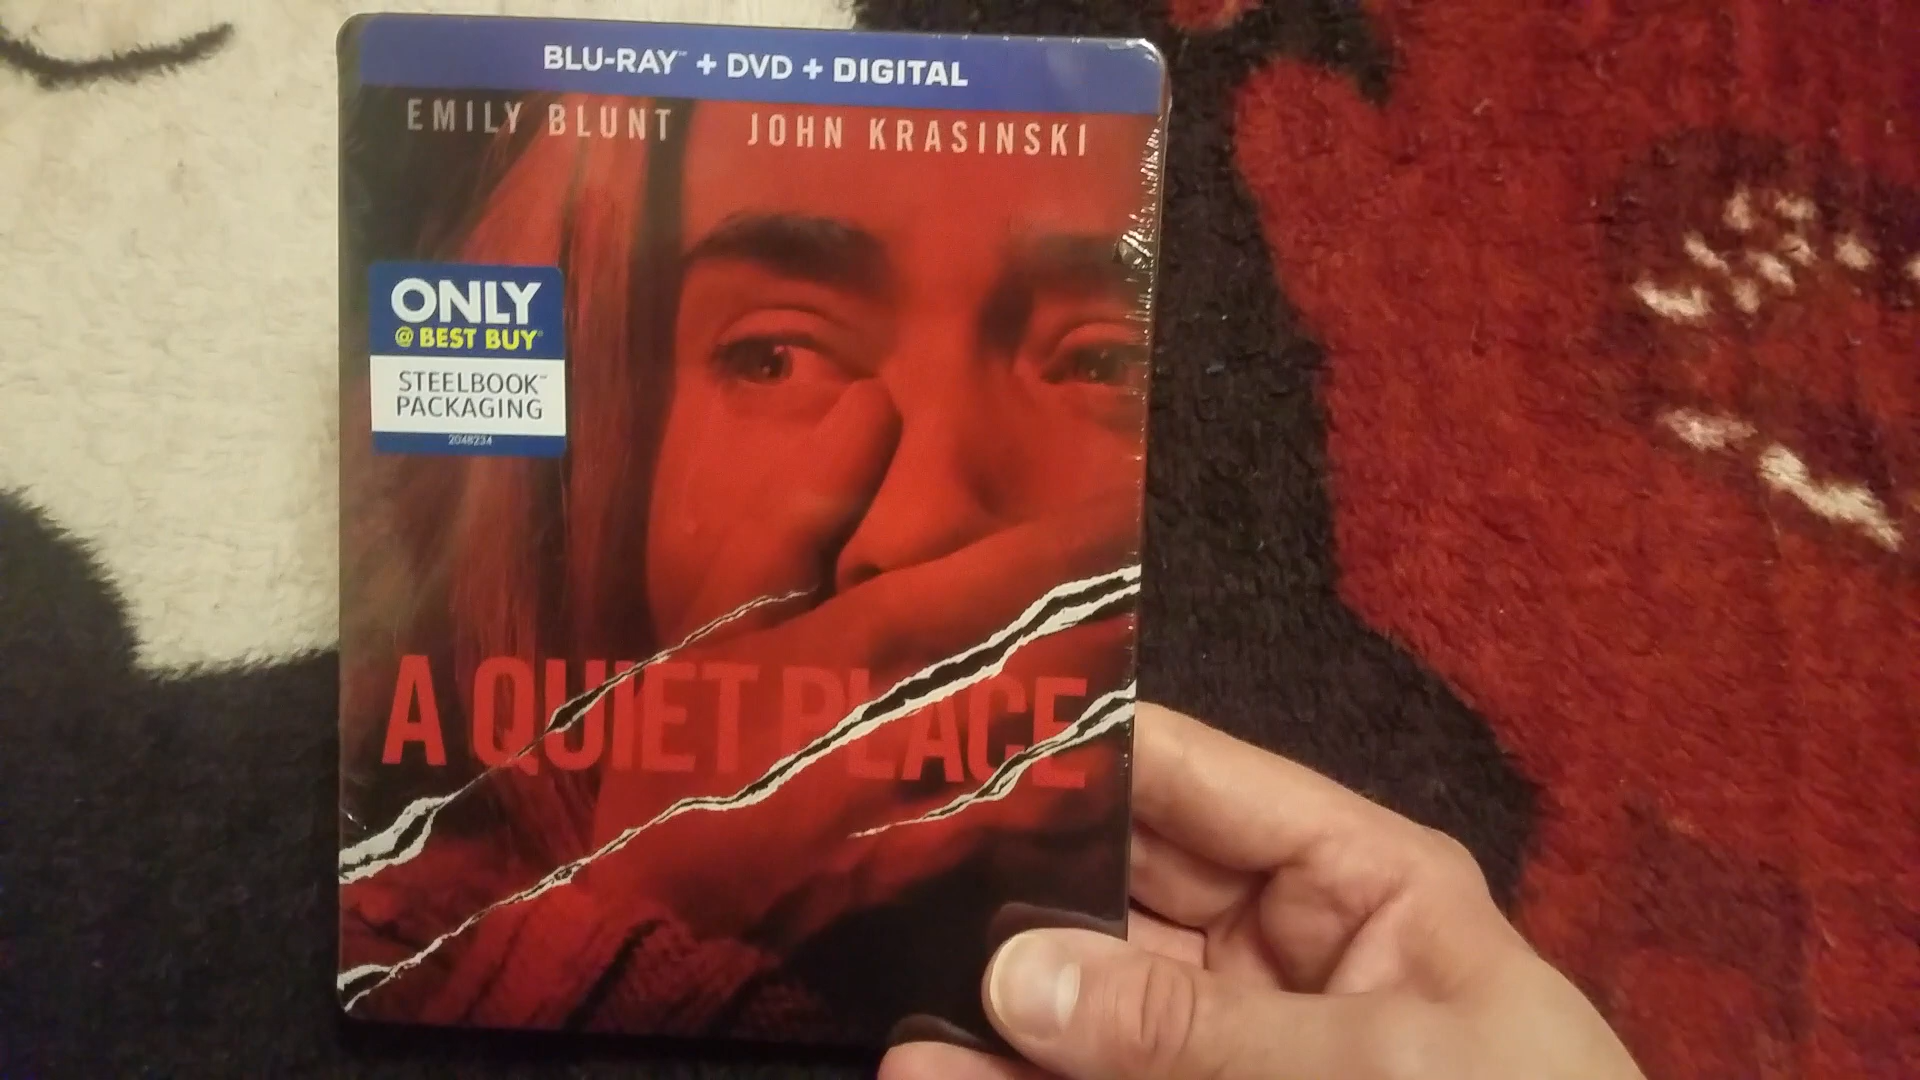 BLU-RAY™ + DVD + DIGITAL
EMILY BLUNT JOHN KRASINSKI
ONLY
@ BEST BUY®
STEELBOOK™
PACKAGING
2048234
A QUIET PLACE